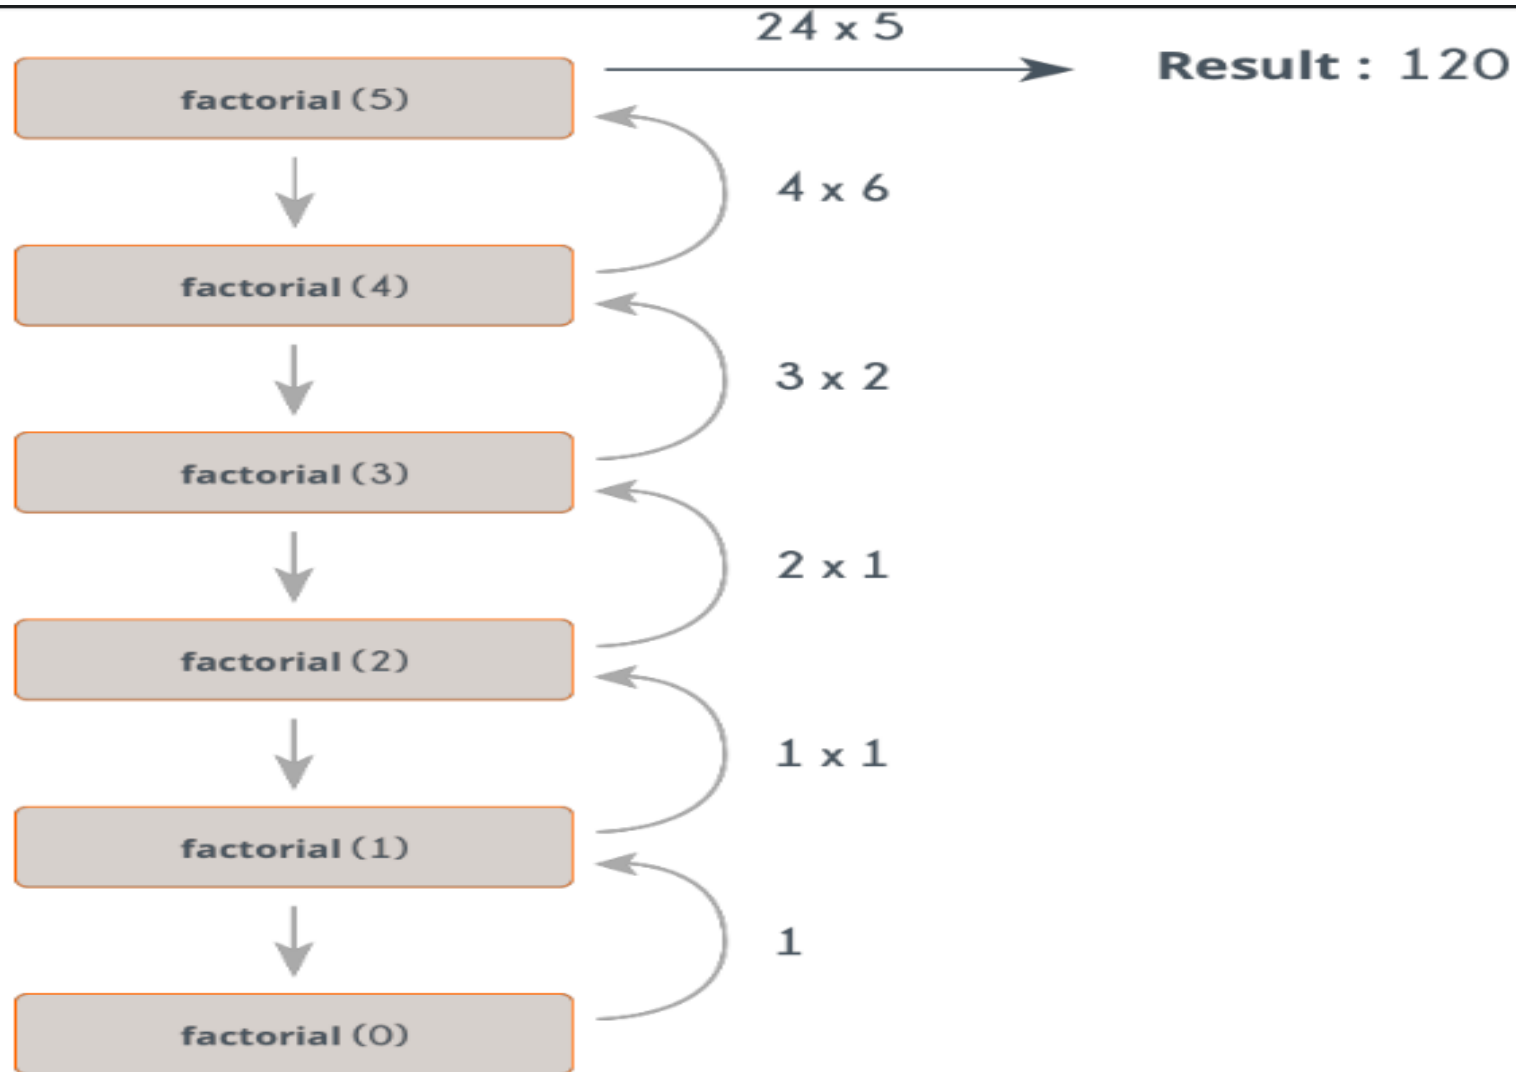 24 x 5
factorial (5)
Result : 120
4 x 6
factorial (4)
3 x 2
factorial (3)
2 x 1
factorial (2)
1 x 1
factorial (1)
1
factorial (0)